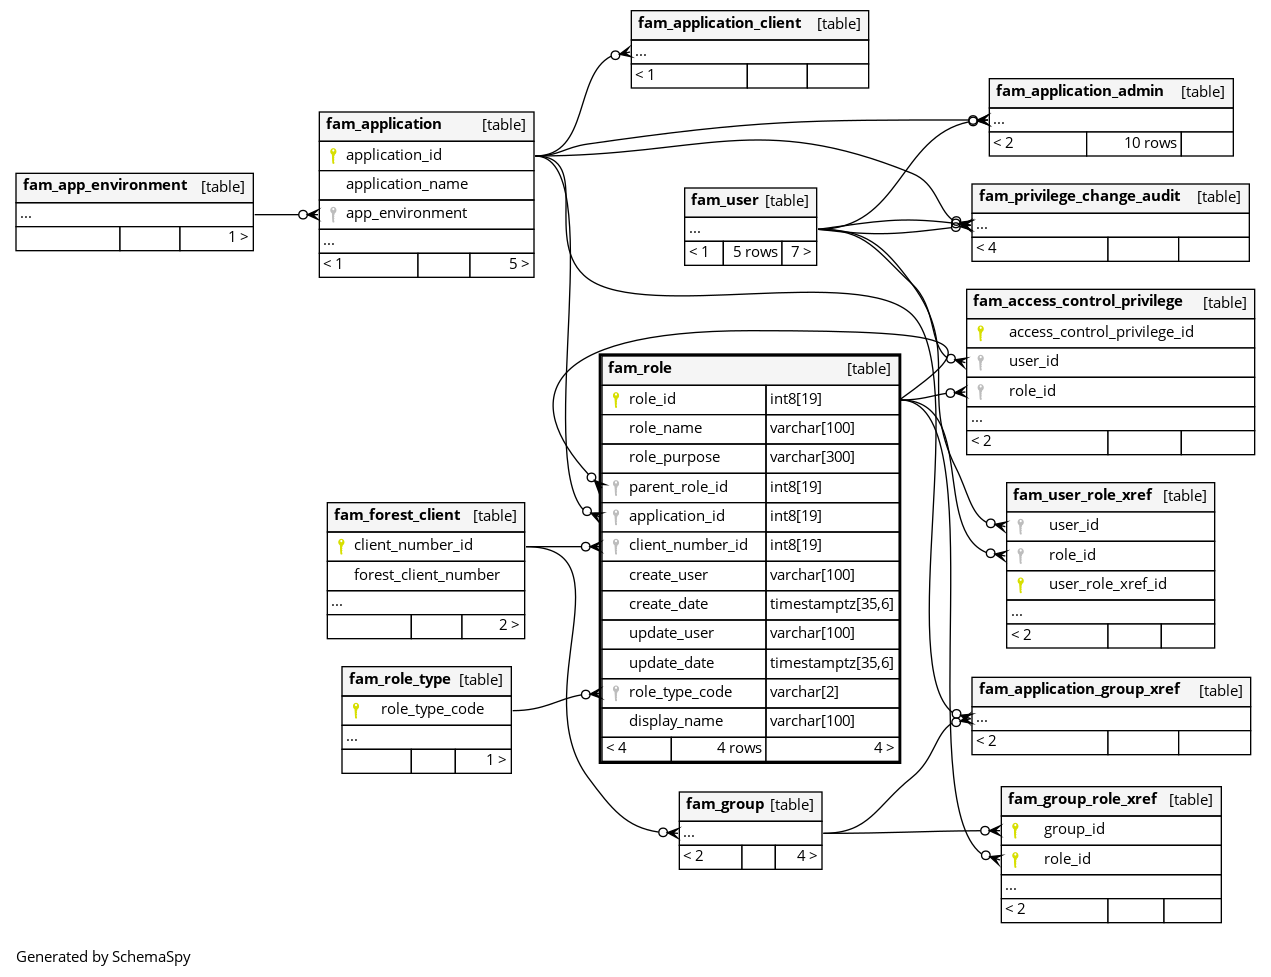 fam_application_client [table]
...
< 1
fam_application_admin [table]
...
< 2 10 rows
fam_application [table]
application_id
application_name
app_environment
...
< 1 5 >
fam_app_environment [table]
...
1 >
fam_user [table]
...
< 1 5 rows 7 >
fam_privilege_change_audit [table]
...
< 4
fam_access_control_privilege [table]
access_control_privilege_id
user_id
role_id
...
< 2
fam_role [table]
role_id int8[19]
role_name varchar[100]
role_purpose varchar[300]
parent_role_id int8[19]
application_id int8[19]
client_number_id int8[19]
create_user varchar[100]
create_date timestamptz[35,6]
update_user varchar[100]
update_date timestamptz[35,6]
role_type_code varchar[2]
display_name varchar[100]
< 4 4 rows 4 >
fam_forest_client [table]
client_number_id
forest_client_number
...
2 >
fam_user_role_xref [table]
user_id
role_id
user_role_xref_id
...
< 2
fam_role_type [table]
role_type_code
...
1 >
fam_application_group_xref [table]
...
< 2
fam_group [table]
...
< 2 4 >
fam_group_role_xref [table]
group_id
role_id
...
< 2
Generated by SchemaSpy